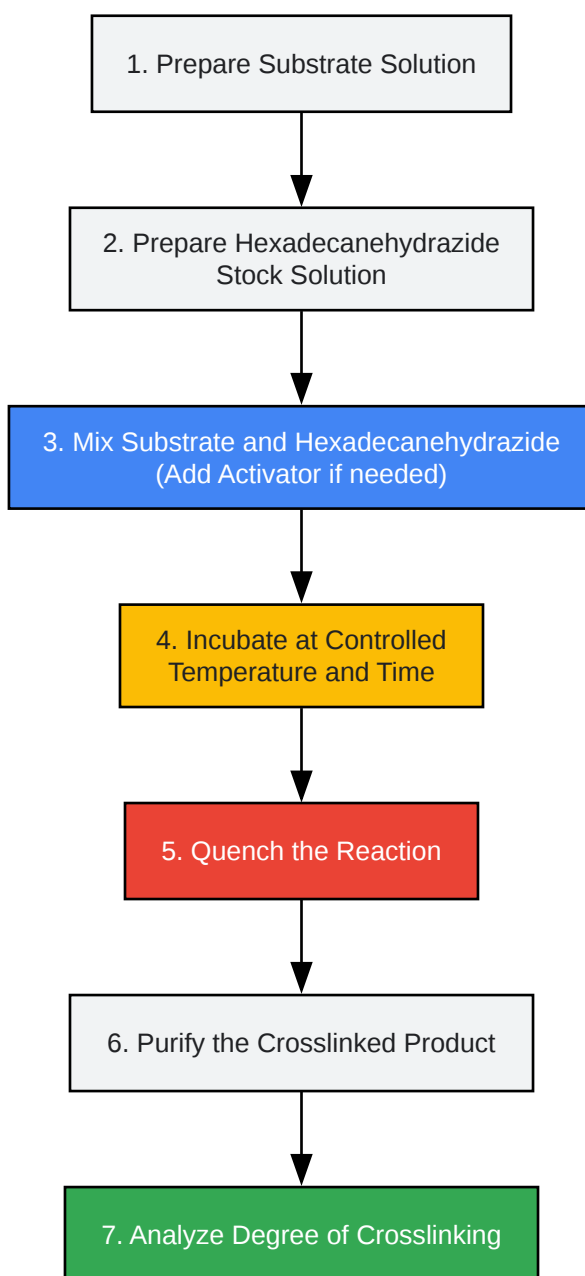 1. Prepare Substrate Solution
2. Prepare Hexadecanehydrazide
Stock Solution
3. Mix Substrate and Hexadecanehydrazide
(Add Activator if needed)
4. Incubate at Controlled
Temperature and Time
5. Quench the Reaction
6. Purify the Crosslinked Product
7. Analyze Degree of Crosslinking